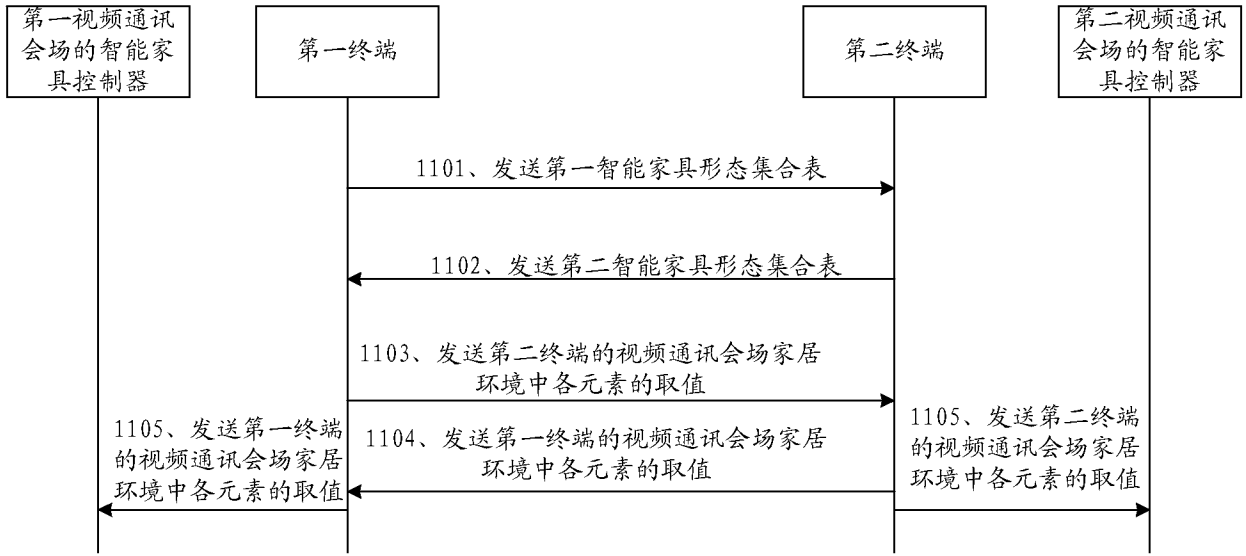 第一视频通讯
会场的智能家
具控制器
第一终端
第二终端
第二视频通讯
会场的智能家
具控制器
1101、发送第一智能家具形态集合表
1102、发送第二智能家具形态集合表
1103、发送第二终端的视频通讯会场家居
环境中各元素的取值
1104、发送第一终端的视频通讯会场家居
环境中各元素的取值
1105、发送第一终端
的视频通讯会场家居
环境中各元素的取值
1105、发送第二终端
的视频通讯会场家居
环境中各元素的取值